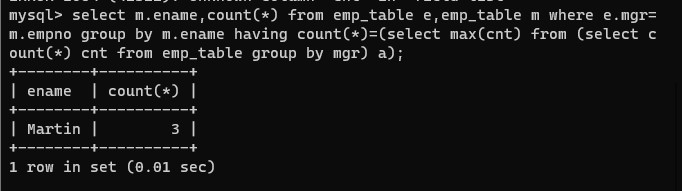 mysql> select m.ename,count(*) from emp_table e,emp_table m where e.mgr=
m.empno group by m.ename having count(*)=(select max(cnt) from (select c
ount(*) cnt from emp_table group by mgr) a);
+--------+----------+
| ename  | count(*) |
+--------+----------+
| Martin |        3 |
+--------+----------+
1 row in set (0.01 sec)